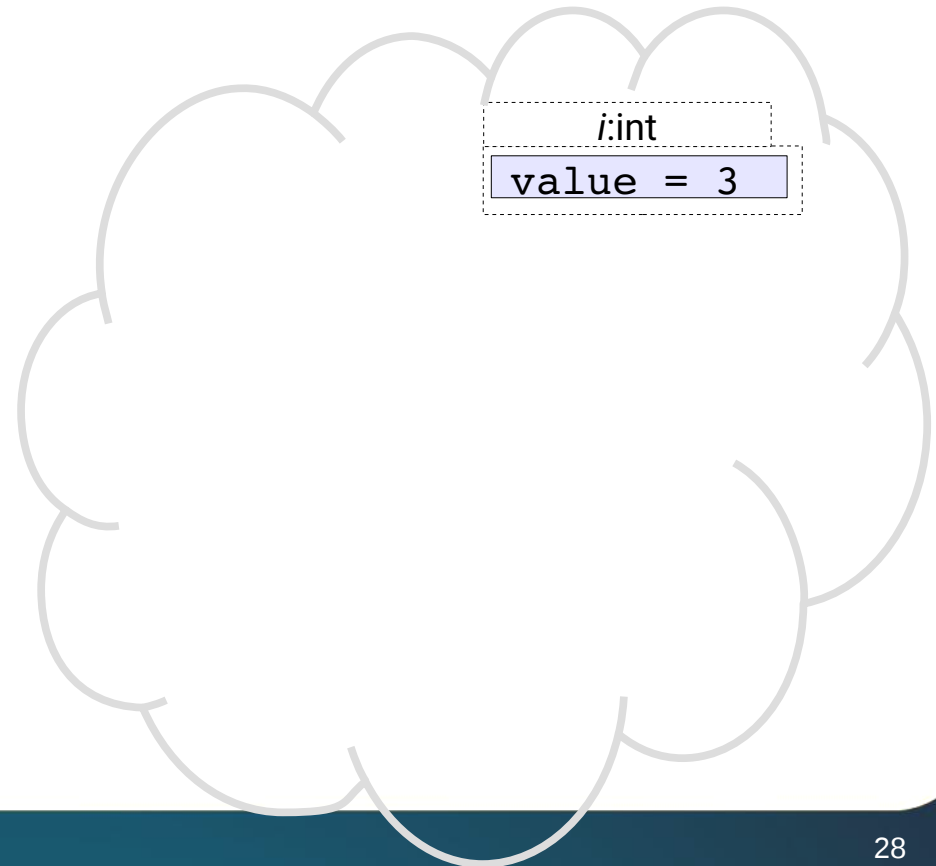 i:int
value = 3
28